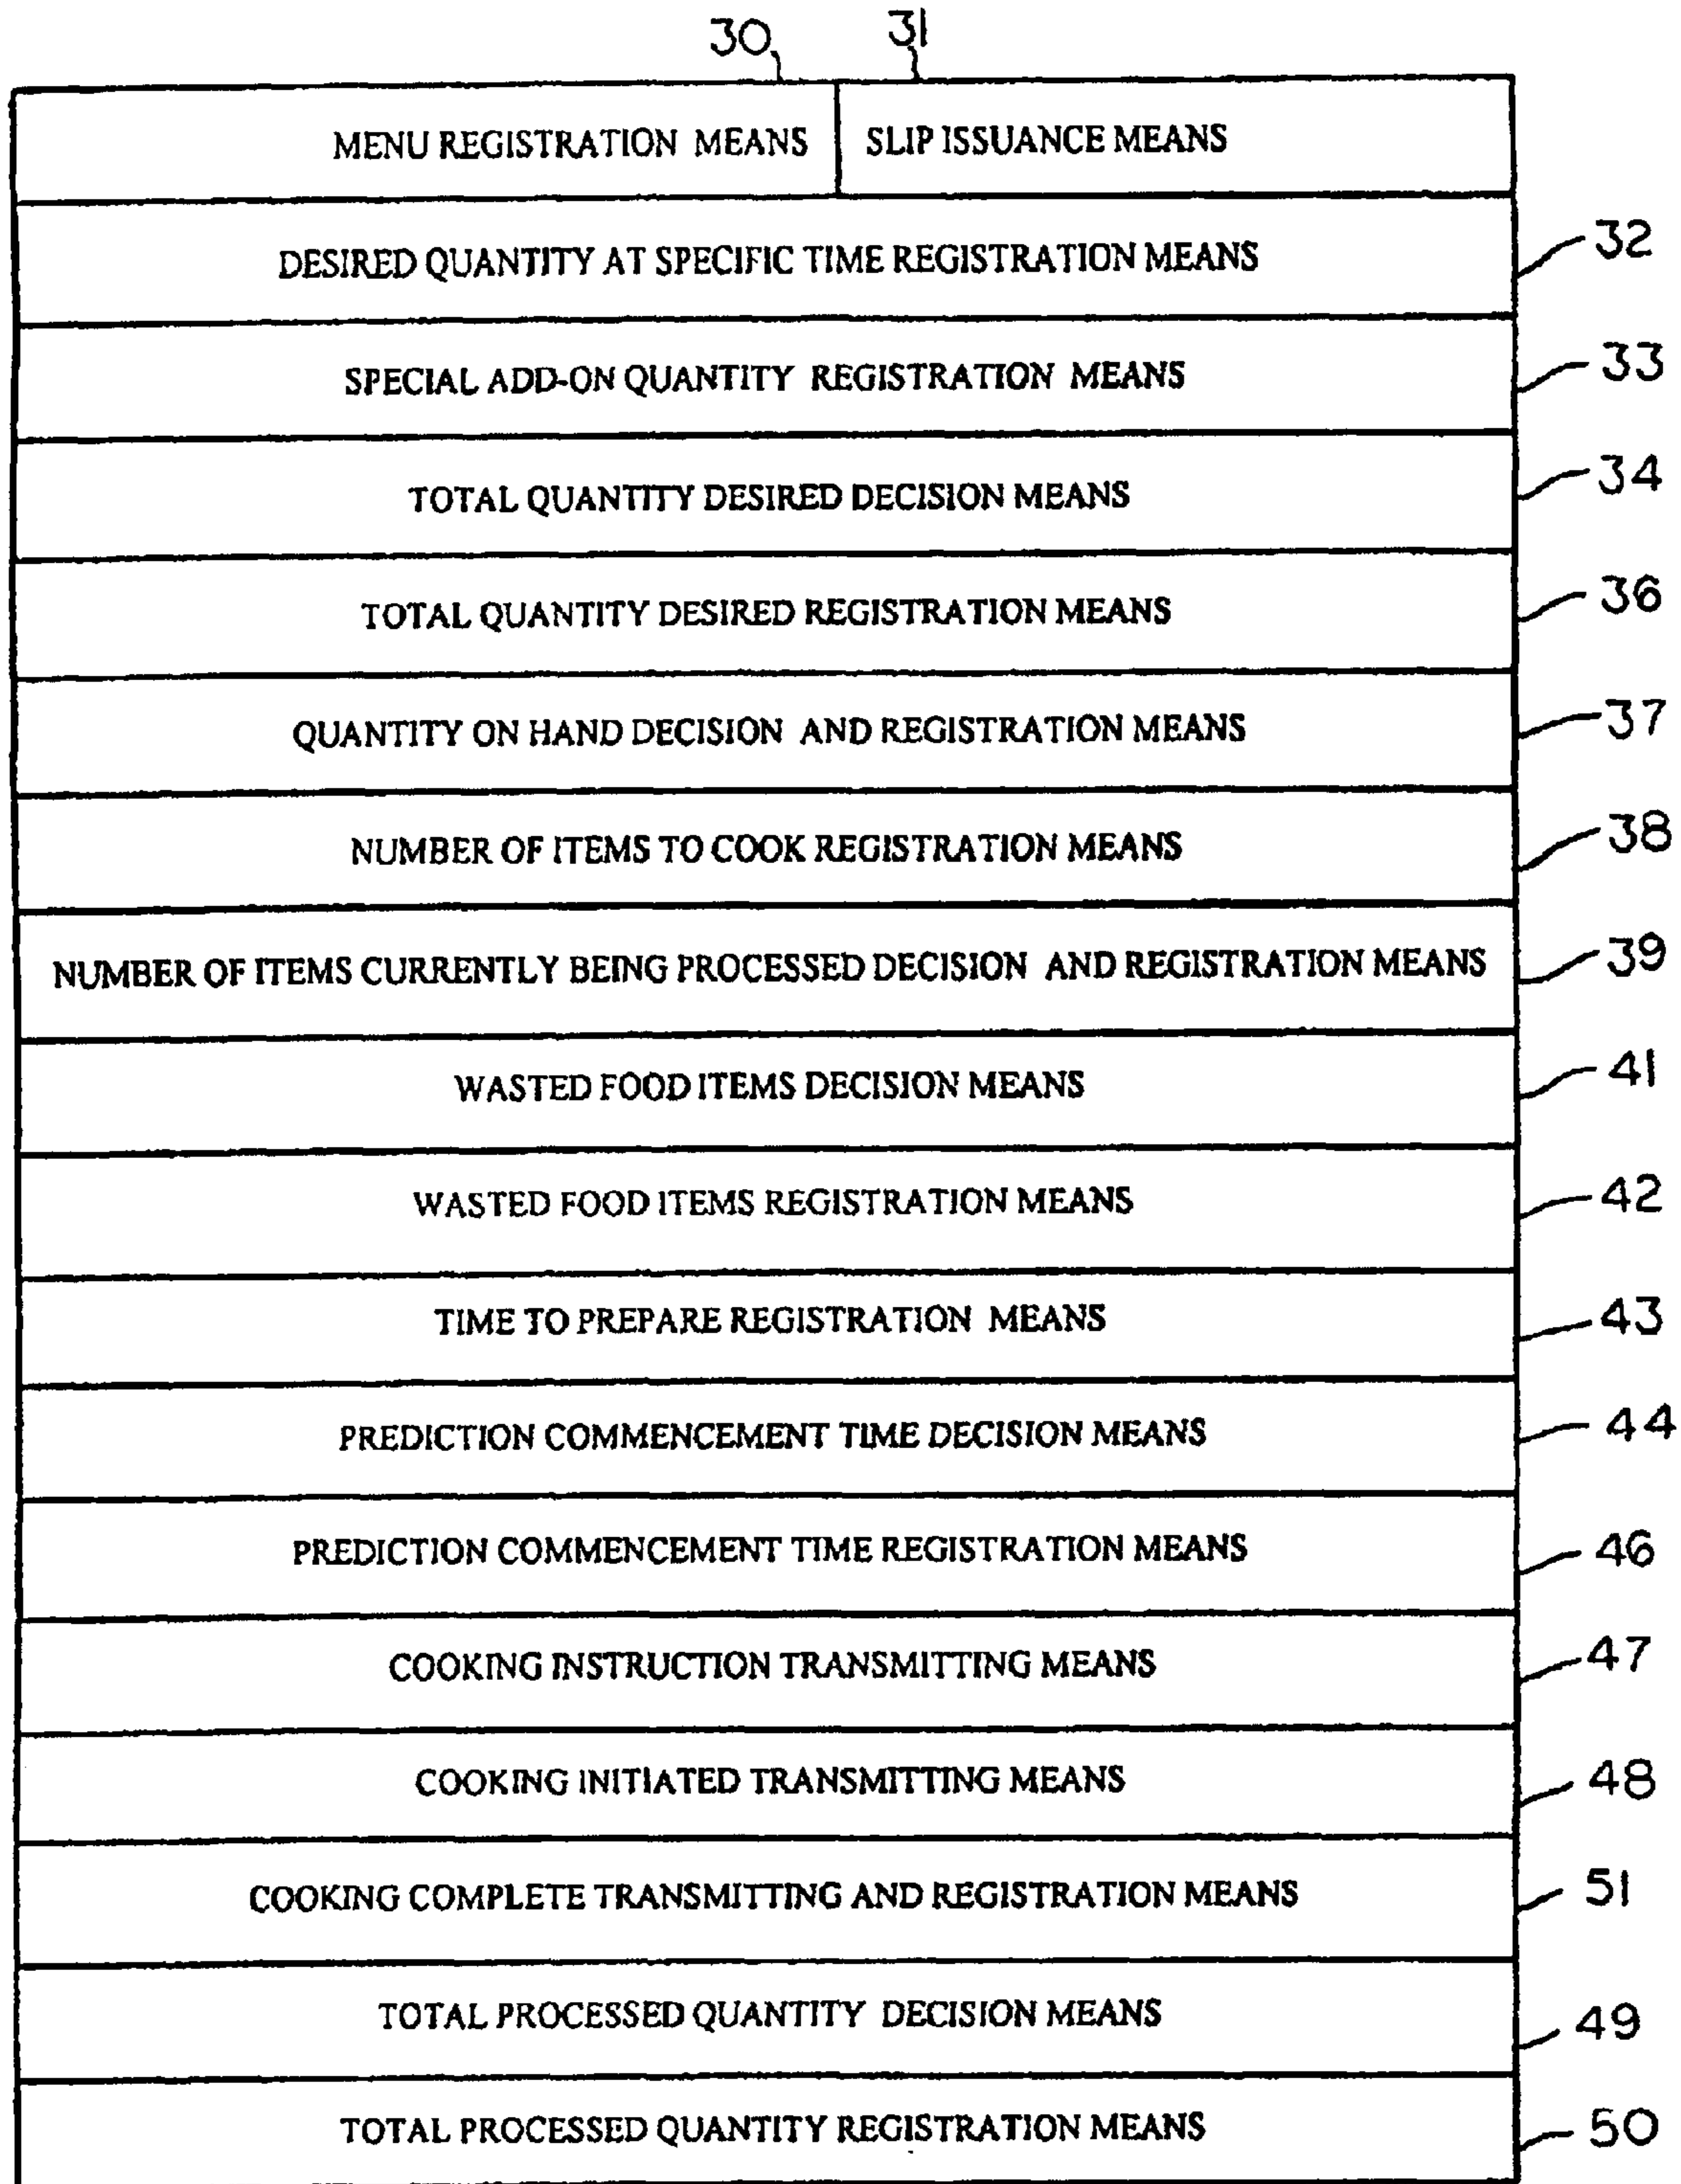 30 31
MENU REGISTRATION MEANS SLIP ISSUANCE MEANS
DESIRED QUANTITY AT SPECIFIC TIME REGISTRATION MEANS 32
SPECIAL ADD-ON QUANTITY REGISTRATION MEANS 33
TOTAL QUANTITY DESIRED DECISION MEANS 34
TOTAL QUANTITY DESIRED REGISTRATION MEANS 36
QUANTITY ON HAND DECISION AND REGISTRATION MEANS 37
NUMBER OF ITEMS TO COOK REGISTRATION MEANS 38
NUMBER OF ITEMS CURRENTLY BEING PROCESSED DECISION AND REGISTRATION MEANS 39
WASTED FOOD ITEMS DECISION MEANS 41
WASTED FOOD ITEMS REGISTRATION MEANS 42
TIME TO PREPARE REGISTRATION MEANS 43
PREDICTION COMMENCEMENT TIME DECISION MEANS 44
PREDICTION COMMENCEMENT TIME REGISTRATION MEANS 46
COOKING INSTRUCTION TRANSMITTING MEANS 47
COOKING INITIATED TRANSMITTING MEANS 48
COOKING COMPLETE TRANSMITTING AND REGISTRATION MEANS 51
TOTAL PROCESSED QUANTITY DECISION MEANS 49
TOTAL PROCESSED QUANTITY REGISTRATION MEANS 50